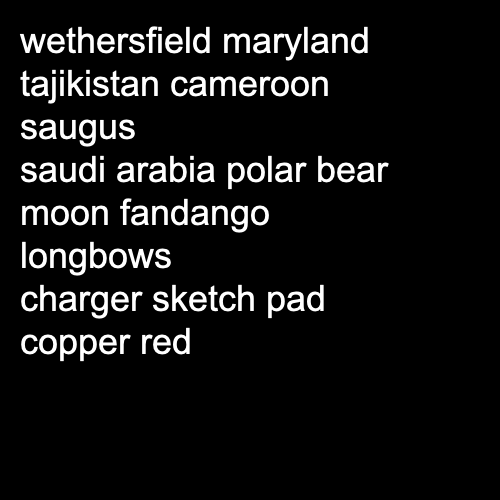 wethersfield maryland
tajikistan cameroon
saugus
saudi arabia polar bear
moon fandango
longbows
charger sketch pad
copper red